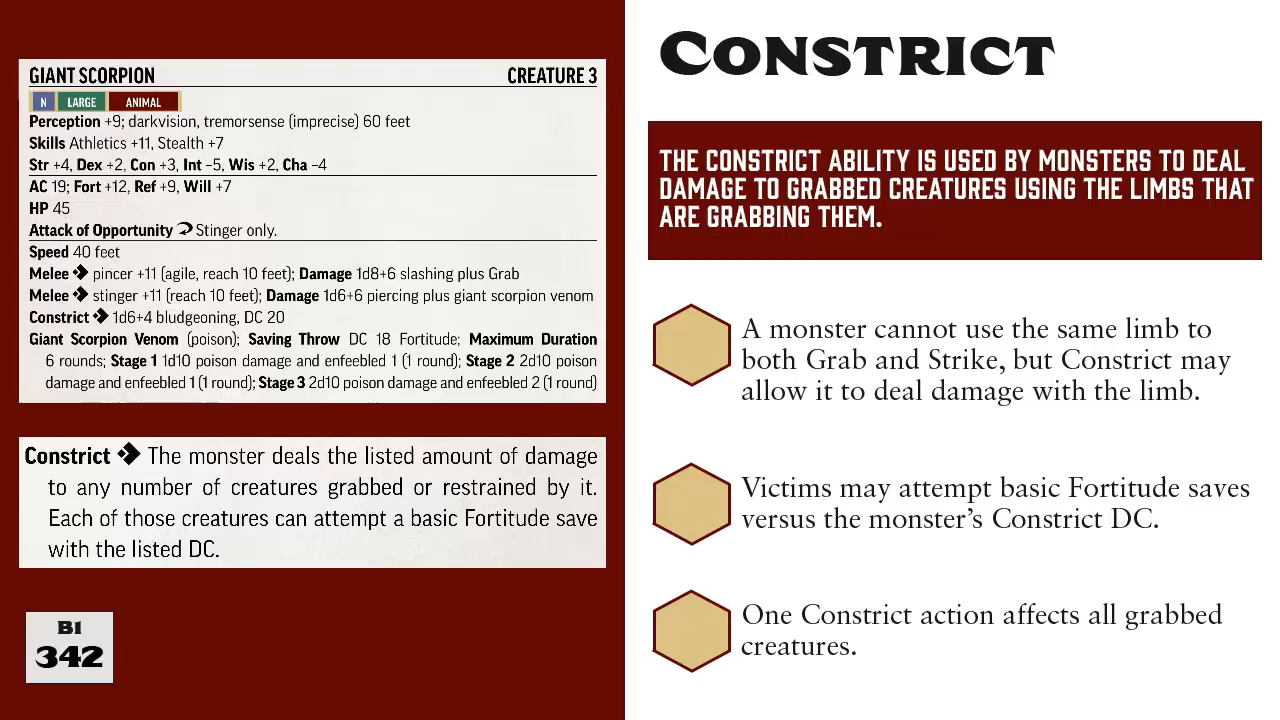 GIANT SCORPION CREATURE 3
N LARGE ANIMAL
Perception +9; darkvision, tremorsense (imprecise) 60 feet
Skills Athletics +11, Stealth +7
Str +4, Dex +2, Con +3, Int –5, Wis +2, Cha –4
AC 19; Fort +12, Ref +9, Will +7
HP 45
Attack of Opportunity Stinger only.
Speed 40 feet
Melee pincer +11 (agile, reach 10 feet); Damage 1d8+6 slashing plus Grab
Melee stinger +11 (reach 10 feet); Damage 1d6+6 piercing plus giant scorpion venom
Constrict 1d6+4 bludgeoning, DC 20
Giant Scorpion Venom (poison); Saving Throw DC 18 Fortitude; Maximum Duration
6 rounds; Stage 1 1d10 poison damage and enfeebled 1 (1 round); Stage 2 2d10 poison
damage and enfeebled 1 (1 round); Stage 3 2d10 poison damage and enfeebled 2 (1 round)
Constrict The monster deals the listed amount of damage
to any number of creatures grabbed or restrained by it.
Each of those creatures can attempt a basic Fortitude save
with the listed DC.
B1
342
CONSTRICT
THE CONSTRICT ABILITY IS USED BY MONSTERS TO DEAL
DAMAGE TO GRABBED CREATURES USING THE LIMBS THAT
ARE GRABBING THEM.
A monster cannot use the same limb to
both Grab and Strike, but Constrict may
allow it to deal damage with the limb.
Victims may attempt basic Fortitude saves
versus the monster's Constrict DC.
One Constrict action affects all grabbed
creatures.